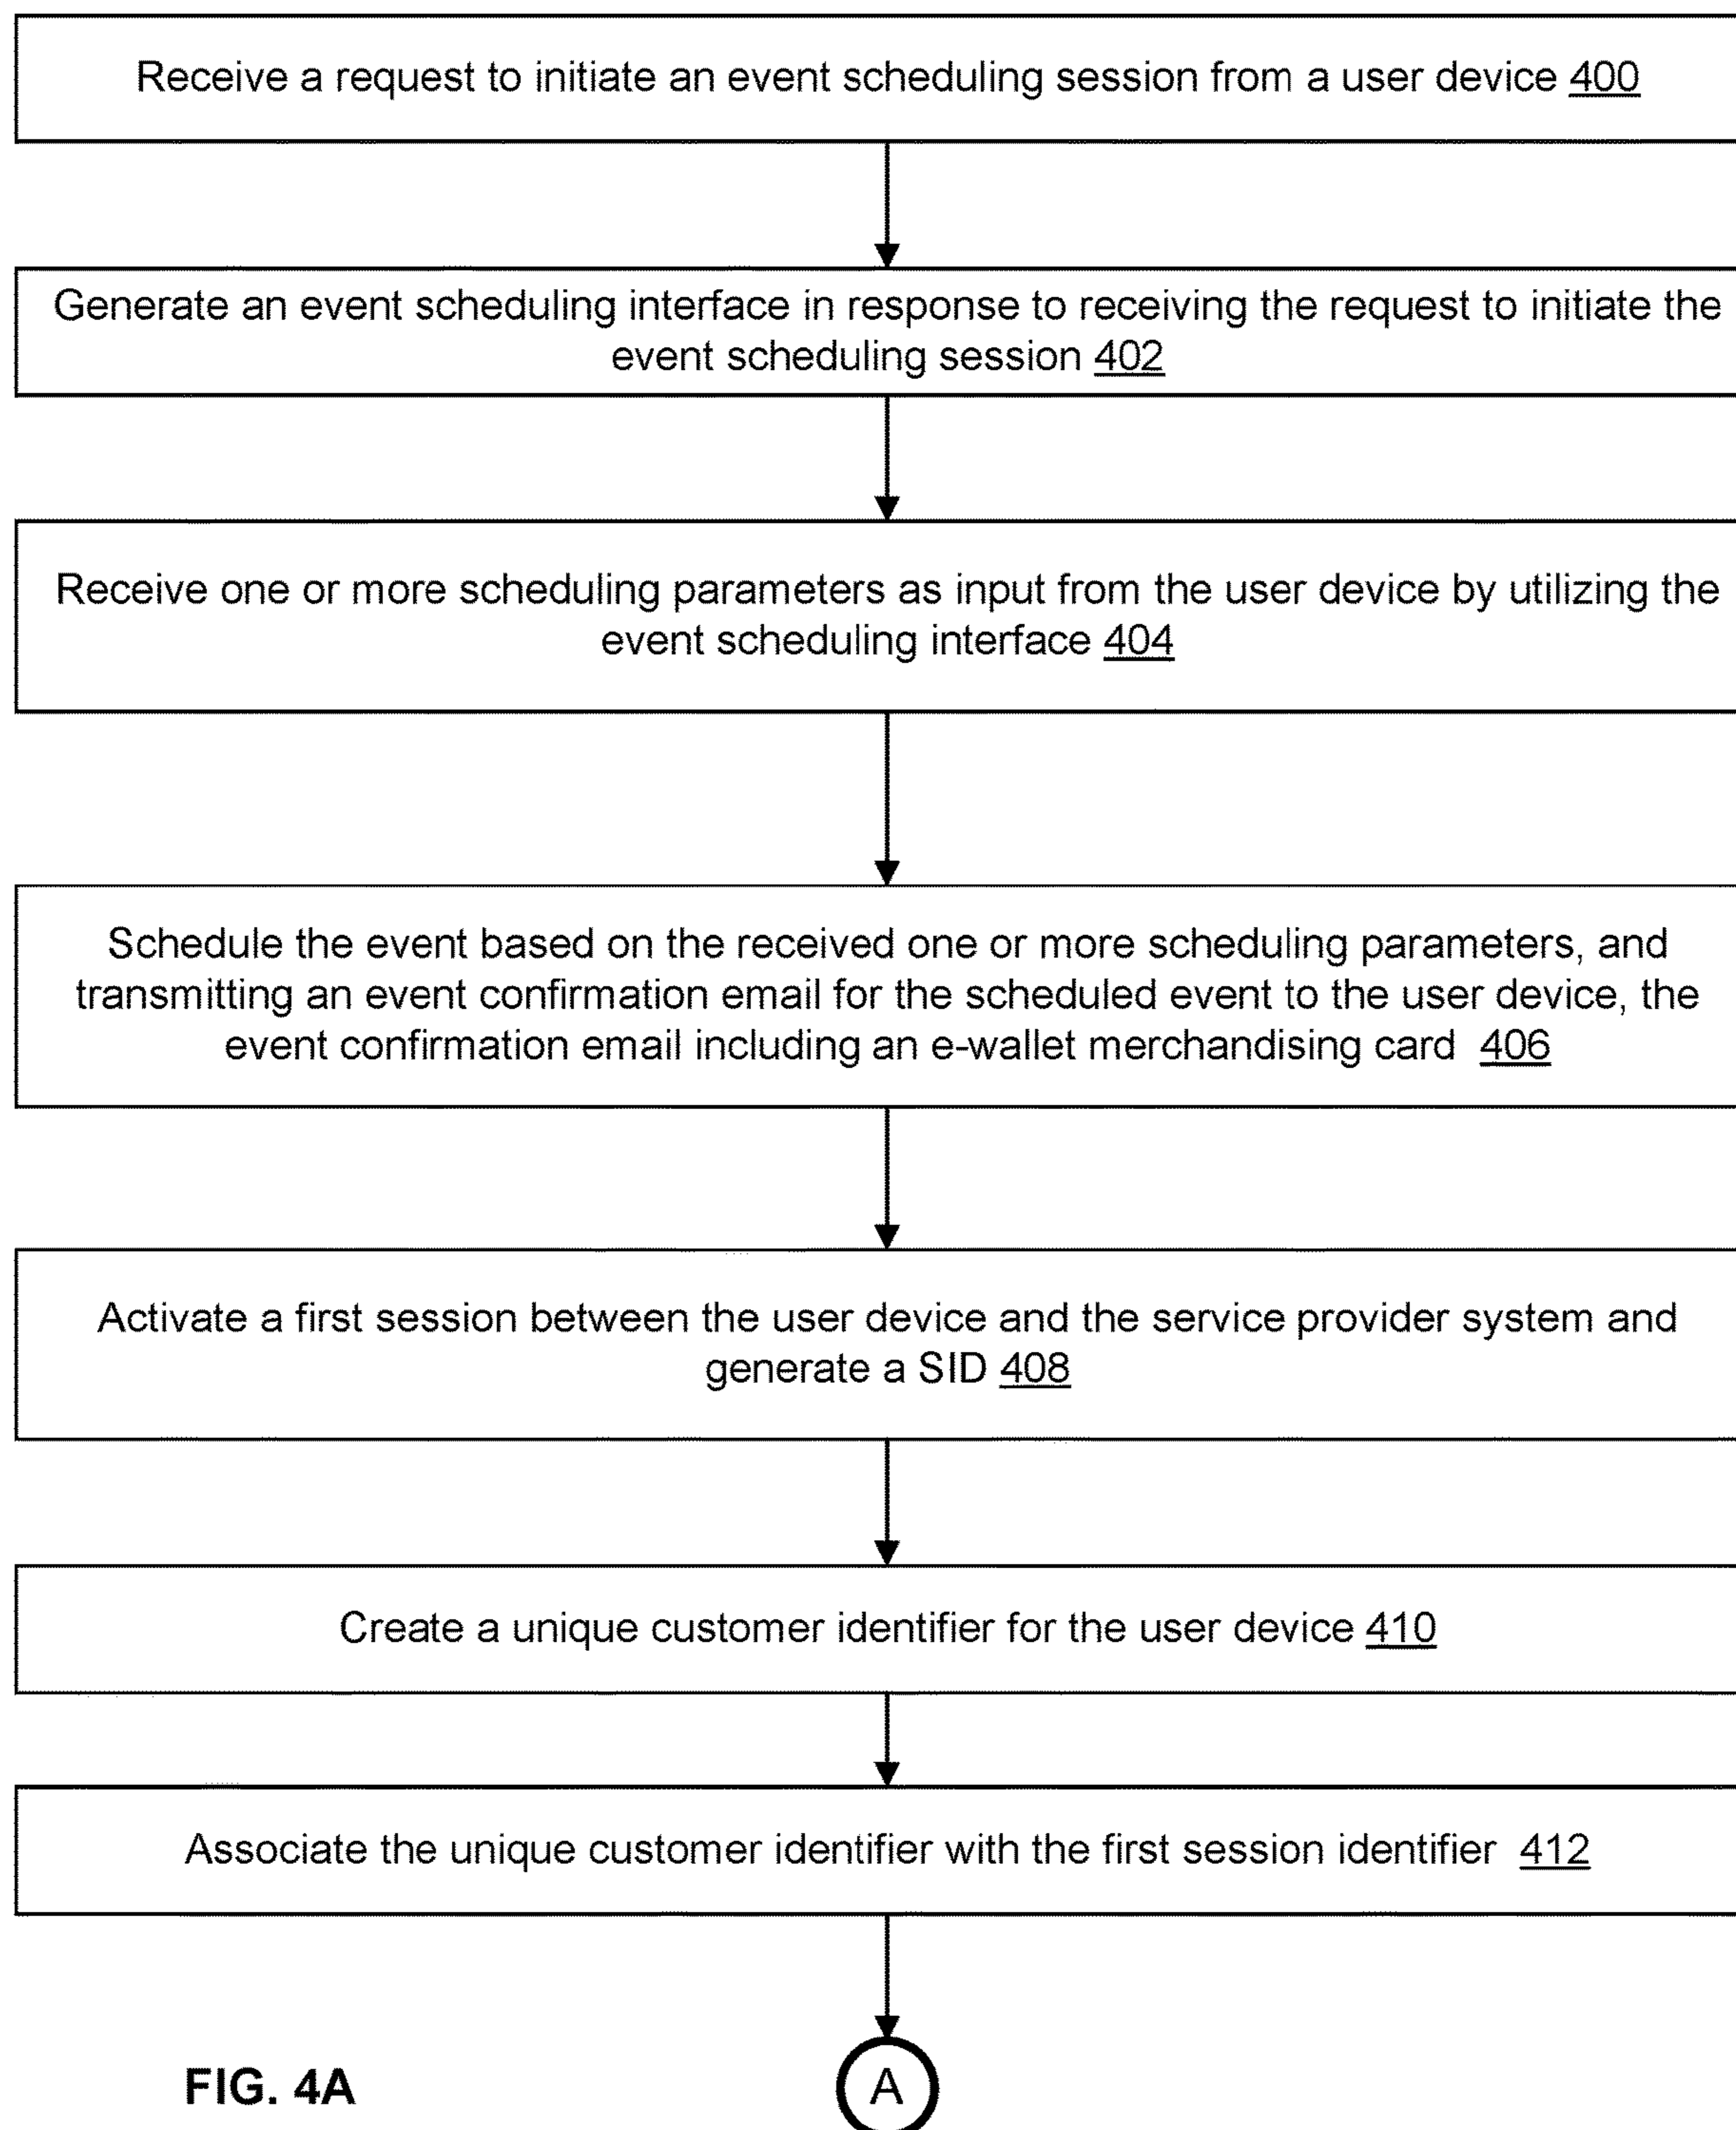 Receive a request to initiate an event scheduling session from a user device 400
Generate an event scheduling interface in response to receiving the request to initiate the
event scheduling session 402
Receive one or more scheduling parameters as input from the user device by utilizing the
event scheduling interface 404
Schedule the event based on the received one or more scheduling parameters, and
transmitting an event confirmation email for the scheduled event to the user device, the
event confirmation email including an e-wallet merchandising card 406
Activate a first session between the user device and the service provider system and
generate a SID 408
Create a unique customer identifier for the user device 410
Associate the unique customer identifier with the first session identifier 412
FIG. 4A
A